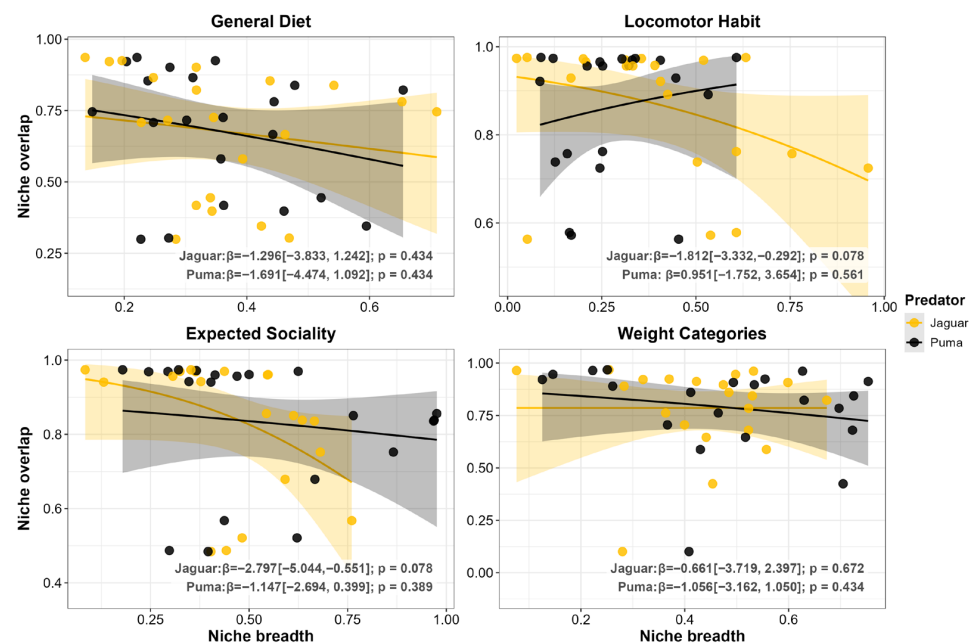 General Diet
Locomotor Habit
Niche overlap
1.00
0.75
0.50
0.25
Jaguar:β=−1.296[−3.833, 1.242]; p = 0.434
Puma:β=−1.691[−4.474, 1.092]; p = 0.434
0.2
0.4
0.6
1.0
0.8
0.6
Jaguar:β=−1.812[−3.332,−0.292]; p = 0.078
Puma: β=0.951[−1.752, 3.654]; p = 0.561
0.00
0.25
0.50
0.75
1.00
Predator
Jaguar
Puma
Expected Sociality
Weight Categories
Niche overlap
1.0
0.8
0.6
0.4
Jaguar:β=−2.797[−5.044,−0.551]; p = 0.078
Puma:β=−1.147[−2.694, 0.399]; p = 0.389
0.25
0.50
0.75
1.00
Niche breadth
1.00
0.75
0.50
0.25
0.00
Jaguar:β=−0.661[−3.719, 2.397]; p = 0.672
Puma:β=−1.056[−3.162, 1.050]; p = 0.434
0.2
0.4
0.6
Niche breadth